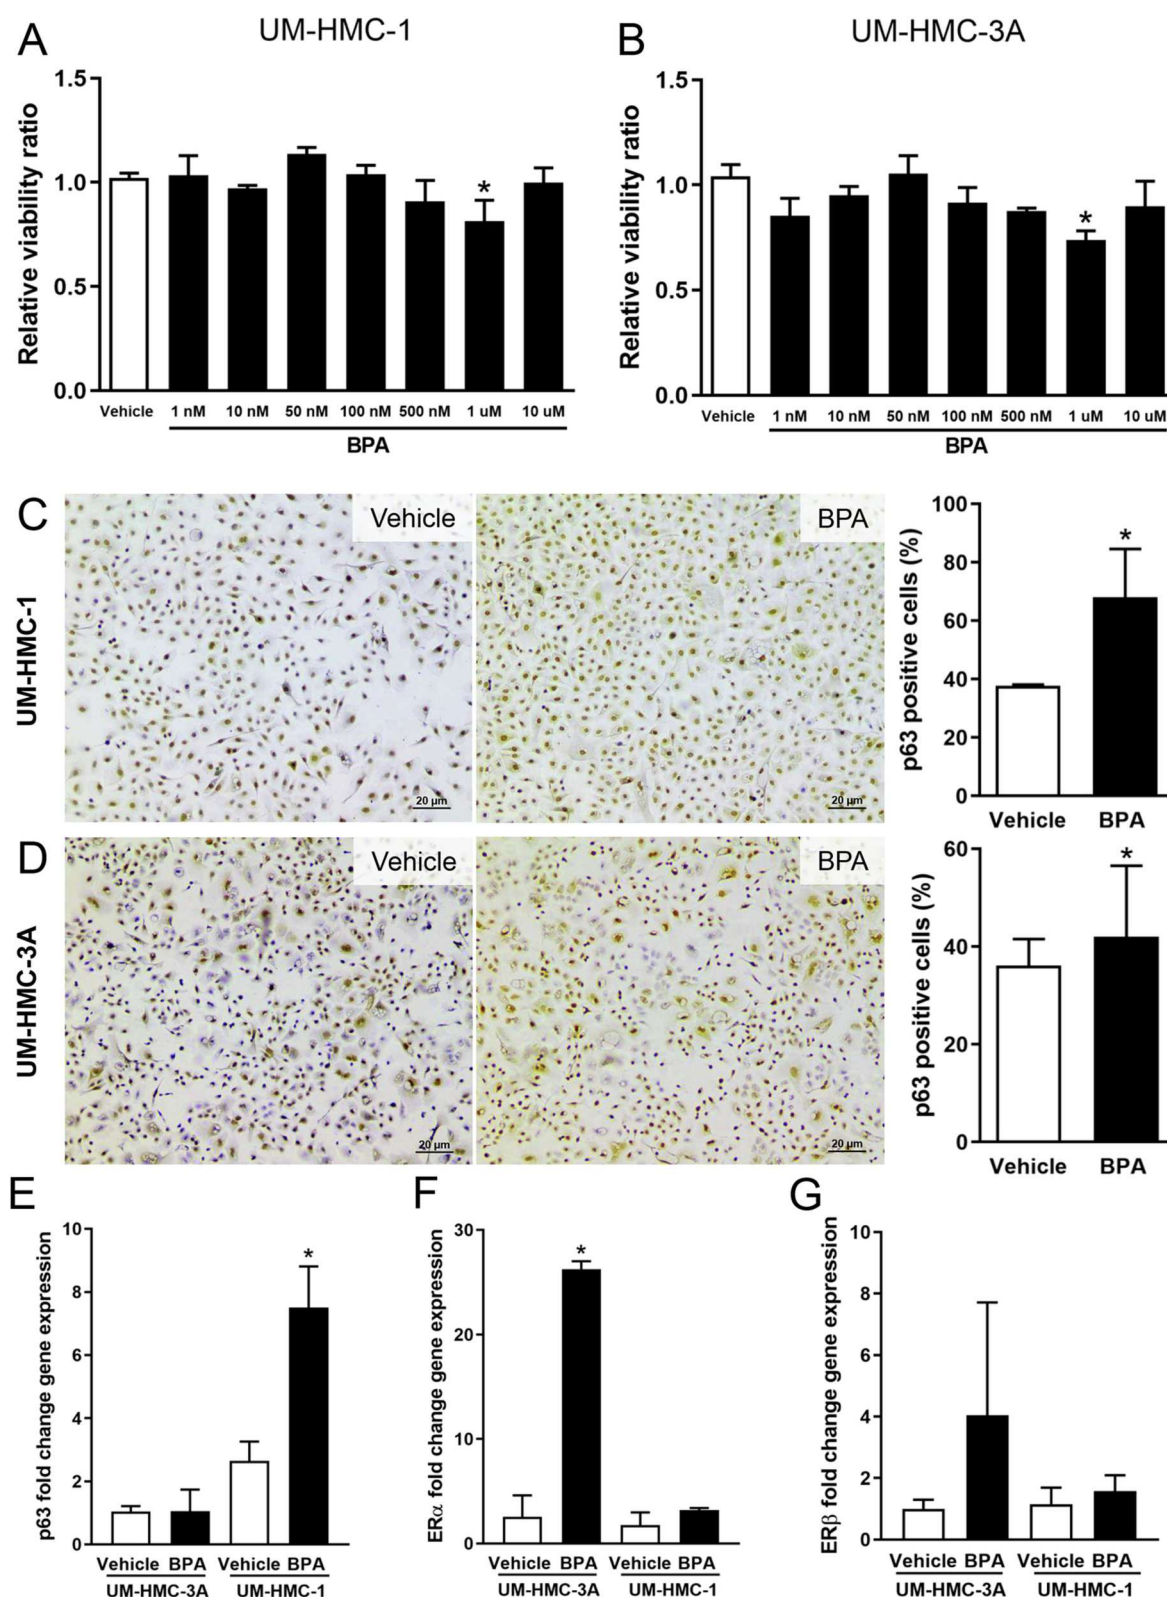 A
UM-HMC-1
Relative viability ratio
1.5
1.0
0.5
0.0
*
Vehicle 1 nM 10 nM 50 nM 100 nM 500 nM 1 uM 10 uM
BPA
B
UM-HMC-3A
Relative viability ratio
1.5
1.0
0.5
0.0
*
Vehicle 1 nM 10 nM 50 nM 100 nM 500 nM 1 uM 10 uM
BPA
C
UM-HMC-1
Vehicle
20 µm
BPA
20 µm
p63 positive cells (%)
100
80
60
40
20
0
*
Vehicle BPA
D
UM-HMC-3A
Vehicle
20 µm
BPA
20 µm
p63 positive cells (%)
60
40
20
0
*
Vehicle BPA
E
p63 fold change gene expression
10
8
6
4
2
0
*
Vehicle BPA Vehicle BPA
UM-HMC-3A UM-HMC-1
F
ERα fold change gene expression
30
20
10
0
*
Vehicle BPA Vehicle BPA
UM-HMC-3A UM-HMC-1
G
ERβ fold change gene expression
10
8
6
4
2
0
Vehicle BPA Vehicle BPA
UM-HMC-3A UM-HMC-1